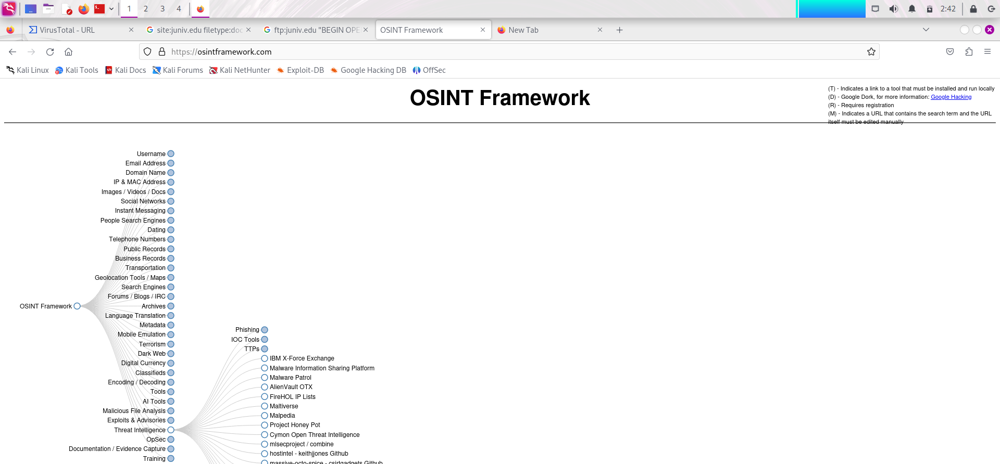 1 2 3 4
2:42
VirusTotal - URL
site:juniv.edu filetype:doc
ftp:juniv.edu "BEGIN OPE
OSINT Framework
New Tab
https://osintframework.com
Kali Linux Kali Tools Kali Docs Kali Forums Kali NetHunter Exploit-DB Google Hacking DB OffSec
OSINT Framework
(T) - Indicates a link to a tool that must be installed and run locally
(D) - Google Dork, for more information: Google Hacking
(R) - Requires registration
(M) - Indicates a URL that contains the search term and the URL
itself must be edited manually
OSINT Framework
Username
Email Address
Domain Name
IP & MAC Address
Images / Videos / Docs
Social Networks
Instant Messaging
People Search Engines
Dating
Telephone Numbers
Public Records
Business Records
Transportation
Geolocation Tools / Maps
Search Engines
Forums / Blogs / IRC
Archives
Language Translation
Metadata
Mobile Emulation
Terrorism
Dark Web
Digital Currency
Classifieds
Encoding / Decoding
Tools
AI Tools
Malicious File Analysis
Exploits & Advisories
Threat Intelligence
OpSec
Documentation / Evidence Capture
Training
Phishing
IOC Tools
TTPs
IBM X-Force Exchange
Malware Information Sharing Platform
Malware Patrol
AlienVault OTX
FireHOL IP Lists
Maltiverse
Malpedia
Project Honey Pot
Cymon Open Threat Intelligence
mlsecproject / combine
hostintel - keithjjones Github
massive-octo-spice - csirtgadgets Github